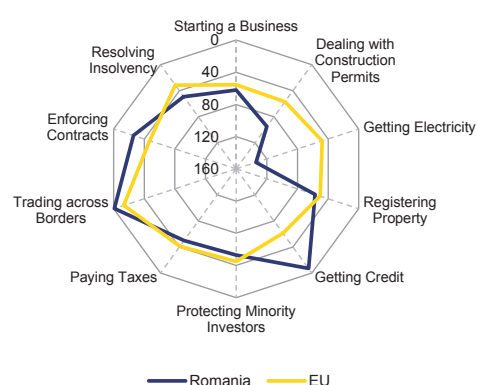 Starting a Business
0
40
80
120
160
Dealing with
Construction
Permits
Getting Electricity
Registering
Property
Getting Credit
Protecting Minority
Investors
Paying Taxes
Trading across
Borders
Enforcing
Contracts
Resolving
Insolvency
Romania
EU